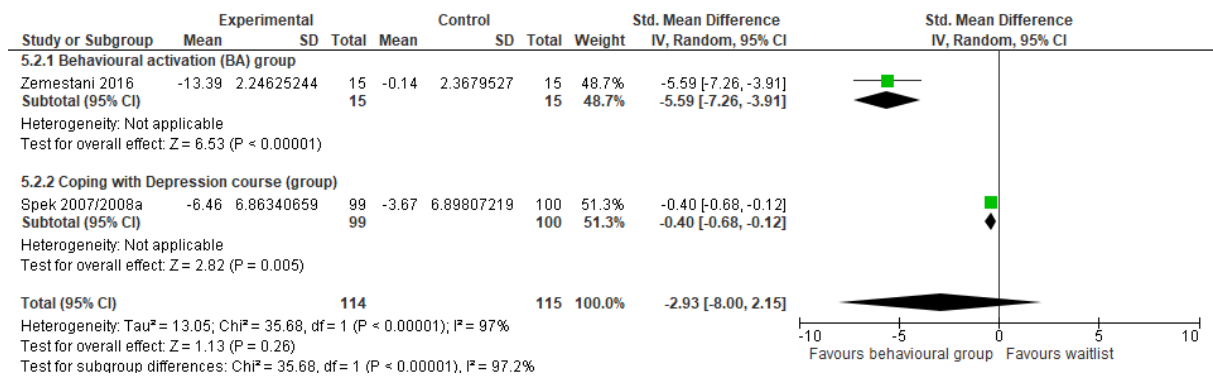 Experimental Control Std. Mean Difference Std. Mean Difference
Study or Subgroup Mean SD Total Mean SD Total Weight IV, Random, 95% CI IV, Random, 95% CI
5.2.1 Behavioural activation (BA) group
Zemestani 2016 -13.39 2.24625244 15 -0.14 2.3679527 15 48.7% -5.59 [-7.26, -3.91]
Subtotal (95% CI) 15 15 48.7% -5.59 [-7.26, -3.91]
Heterogeneity: Not applicable
Test for overall effect: Z = 6.53 (P < 0.00001)
5.2.2 Coping with Depression course (group)
Spek 2007/2008a -6.46 6.86340659 99 -3.67 6.89807219 100 51.3% -0.40 [-0.68, -0.12]
Subtotal (95% CI) 99 100 51.3% -0.40 [-0.68, -0.12]
Heterogeneity: Not applicable
Test for overall effect: Z = 2.82 (P = 0.005)
Total (95% CI) 114 115 100.0% -2.93 [-8.00, 2.15]
Heterogeneity: Tau² = 13.05; Chi² = 35.68, df = 1 (P < 0.00001); I² = 97%
Test for overall effect: Z = 1.13 (P = 0.26)
Test for subgroup differences: Chi² = 35.68, df = 1 (P < 0.00001), I² = 97.2%
-10 -5 0 5 10
Favours behavioural group Favours waitlist